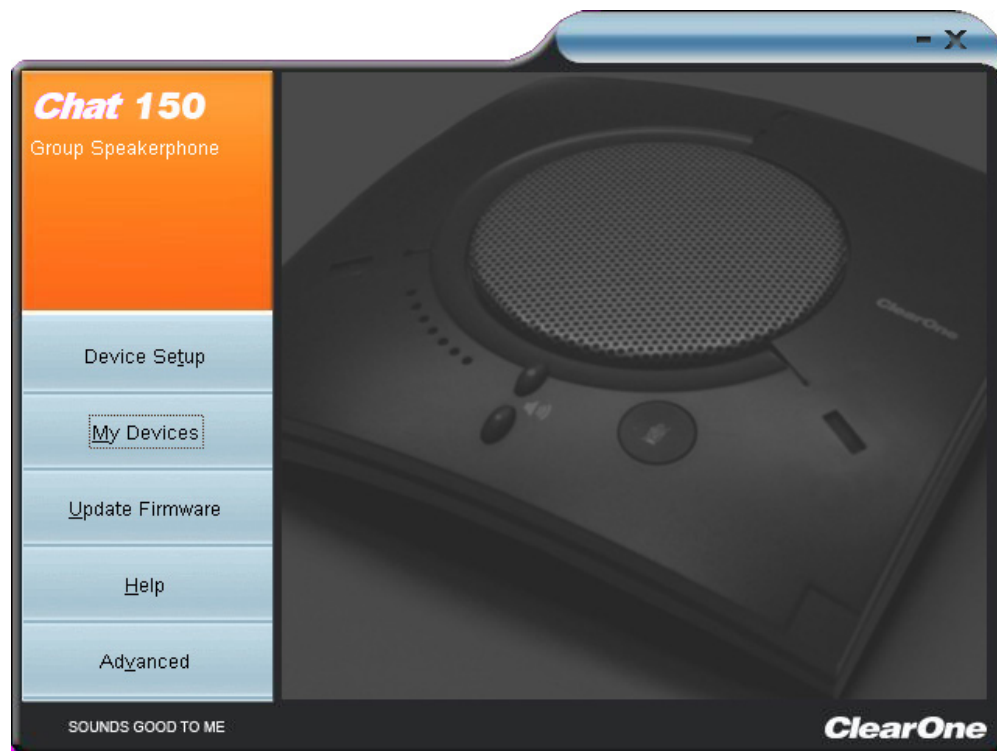 - X
Chat 150
Group Speakerphone
ClearOne
Device Setup
My Devices
Update Firmware
Help
Advanced
SOUNDS GOOD TO ME
ClearOne